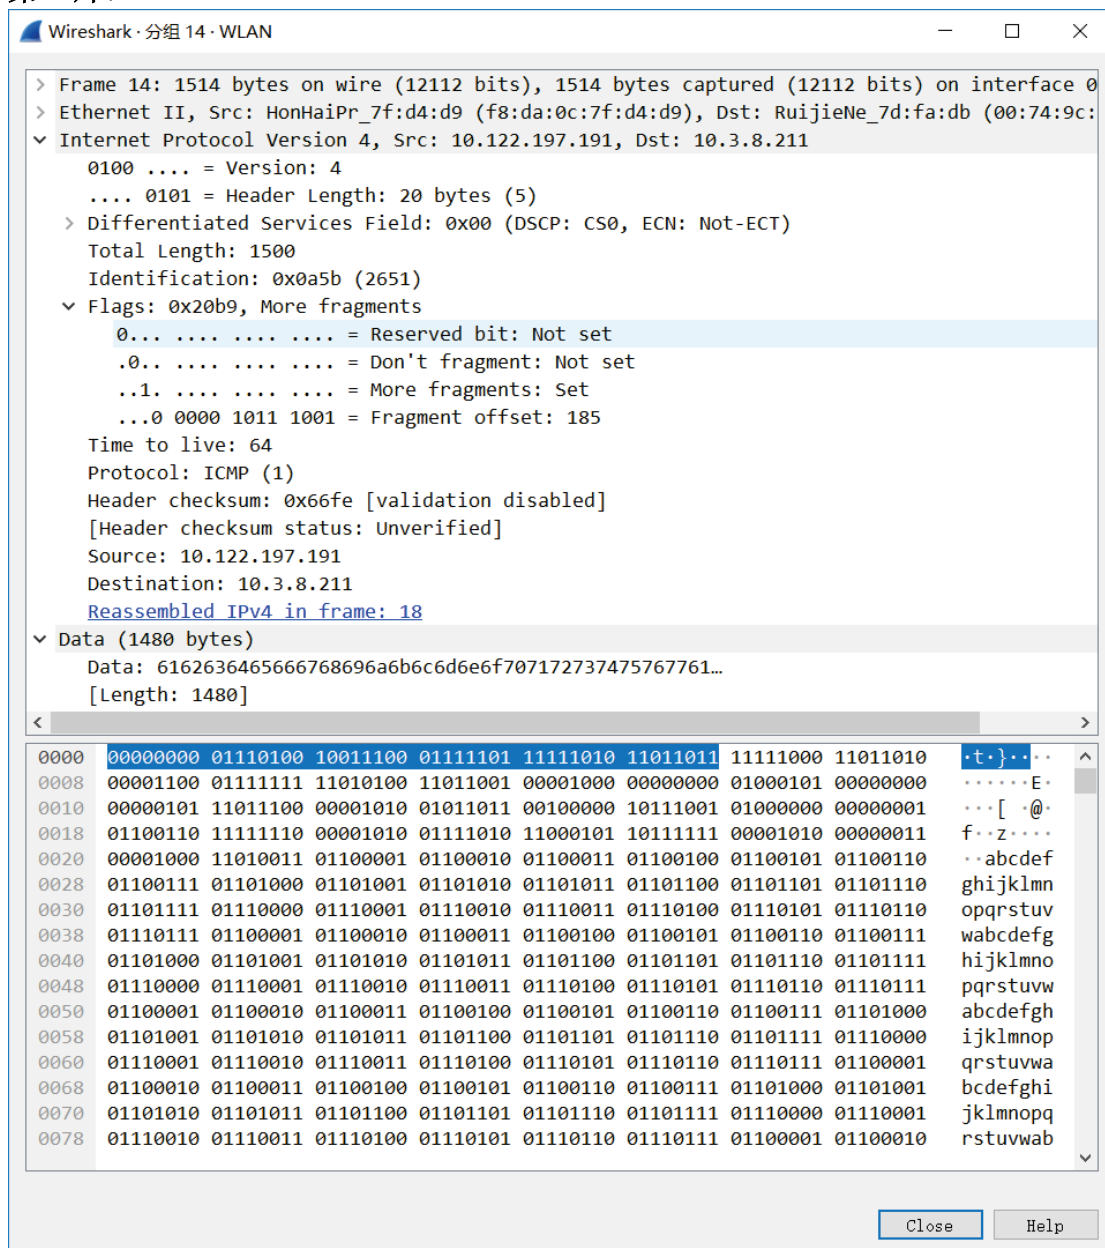 Wireshark · 分组 14 · WLAN
Frame 14: 1514 bytes on wire (12112 bits), 1514 bytes captured (12112 bits) on interface 0
Ethernet II, Src: HonHaiPr_7f:d4:d9 (f8:da:0c:7f:d4:d9), Dst: RuijieNe_7d:fa:db (00:74:9c:
Internet Protocol Version 4, Src: 10.122.197.191, Dst: 10.3.8.211
0100 .... = Version: 4
.... 0101 = Header Length: 20 bytes (5)
Differentiated Services Field: 0x00 (DSCP: CS0, ECN: Not-ECT)
Total Length: 1500
Identification: 0x0a5b (2651)
Flags: 0x20b9, More fragments
0... .... .... .... = Reserved bit: Not set
.0.. .... .... .... = Don't fragment: Not set
..1. .... .... .... = More fragments: Set
...0 0000 1011 1001 = Fragment offset: 185
Time to live: 64
Protocol: ICMP (1)
Header checksum: 0x66fe [validation disabled]
[Header checksum status: Unverified]
Source: 10.122.197.191
Destination: 10.3.8.211
Reassembled IPv4 in frame: 18
Data (1480 bytes)
Data: 6162636465666768696a6b6c6d6e6f707172737475767761…
[Length: 1480]
0000 00000000 01110100 10011100 01111101 11111010 11011011 11111000 11011010 ·t·}····
0008 00001100 01111111 11010100 11011001 00001000 00000000 01000101 00000000 ······E·
0010 00000101 11011100 00001010 01011011 00100000 10111001 01000000 00000001 ···[ ·@·
0018 01100110 11111110 00001010 01111010 11000101 10111111 00001010 00000011 f··z····
0020 00001000 11010011 01100001 01100010 01100011 01100100 01100101 01100110 ··abcdef
0028 01100111 01101000 01101001 01101010 01101011 01101100 01101101 01101110 ghijklmn
0030 01101111 01110000 01110001 01110010 01110011 01110100 01110101 01110110 opqrstuv
0038 01110111 01100001 01100010 01100011 01100100 01100101 01100110 01100111 wabcdefg
0040 01101000 01101001 01101010 01101011 01101100 01101101 01101110 01101111 hijklmno
0048 01110000 01110001 01110010 01110011 01110100 01110101 01110110 01110111 pqrstuvw
0050 01100001 01100010 01100011 01100100 01100101 01100110 01100111 01101000 abcdefgh
0058 01101001 01101010 01101011 01101100 01101101 01101110 01101111 01110000 ijklmnop
0060 01110001 01110010 01110011 01110100 01110101 01110110 01110111 01100001 qrstuvwa
0068 01100010 01100011 01100100 01100101 01100110 01100111 01101000 01101001 bcdefghi
0070 01101010 01101011 01101100 01101101 01101110 01101111 01110000 01110001 jklmnopq
0078 01110010 01110011 01110100 01110101 01110110 01110111 01100001 01100010 rstuvwab
Close Help